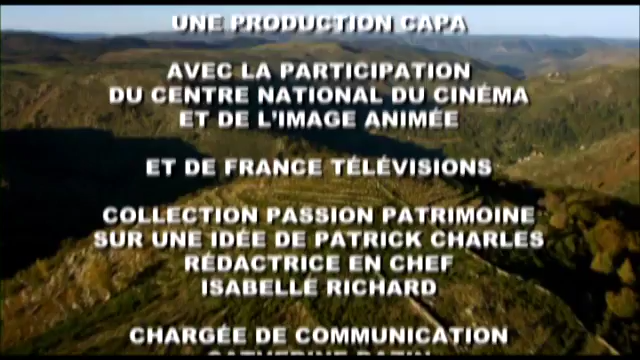 UNE PRODUCTION CAPA
AVEC LA PARTICIPATION
DU CENTRE NATIONAL DU CINÉMA
ET DE L'IMAGE ANIMÉE
ET DE FRANCE TÉLÉVISIONS
COLLECTION PASSION PATRIMOINE
SUR UNE IDÉE DE PATRICK CHARLES
RÉDACTRICE EN CHEF
ISABELLE RICHARD
CHARGÉE DE COMMUNICATION
CATHERINE